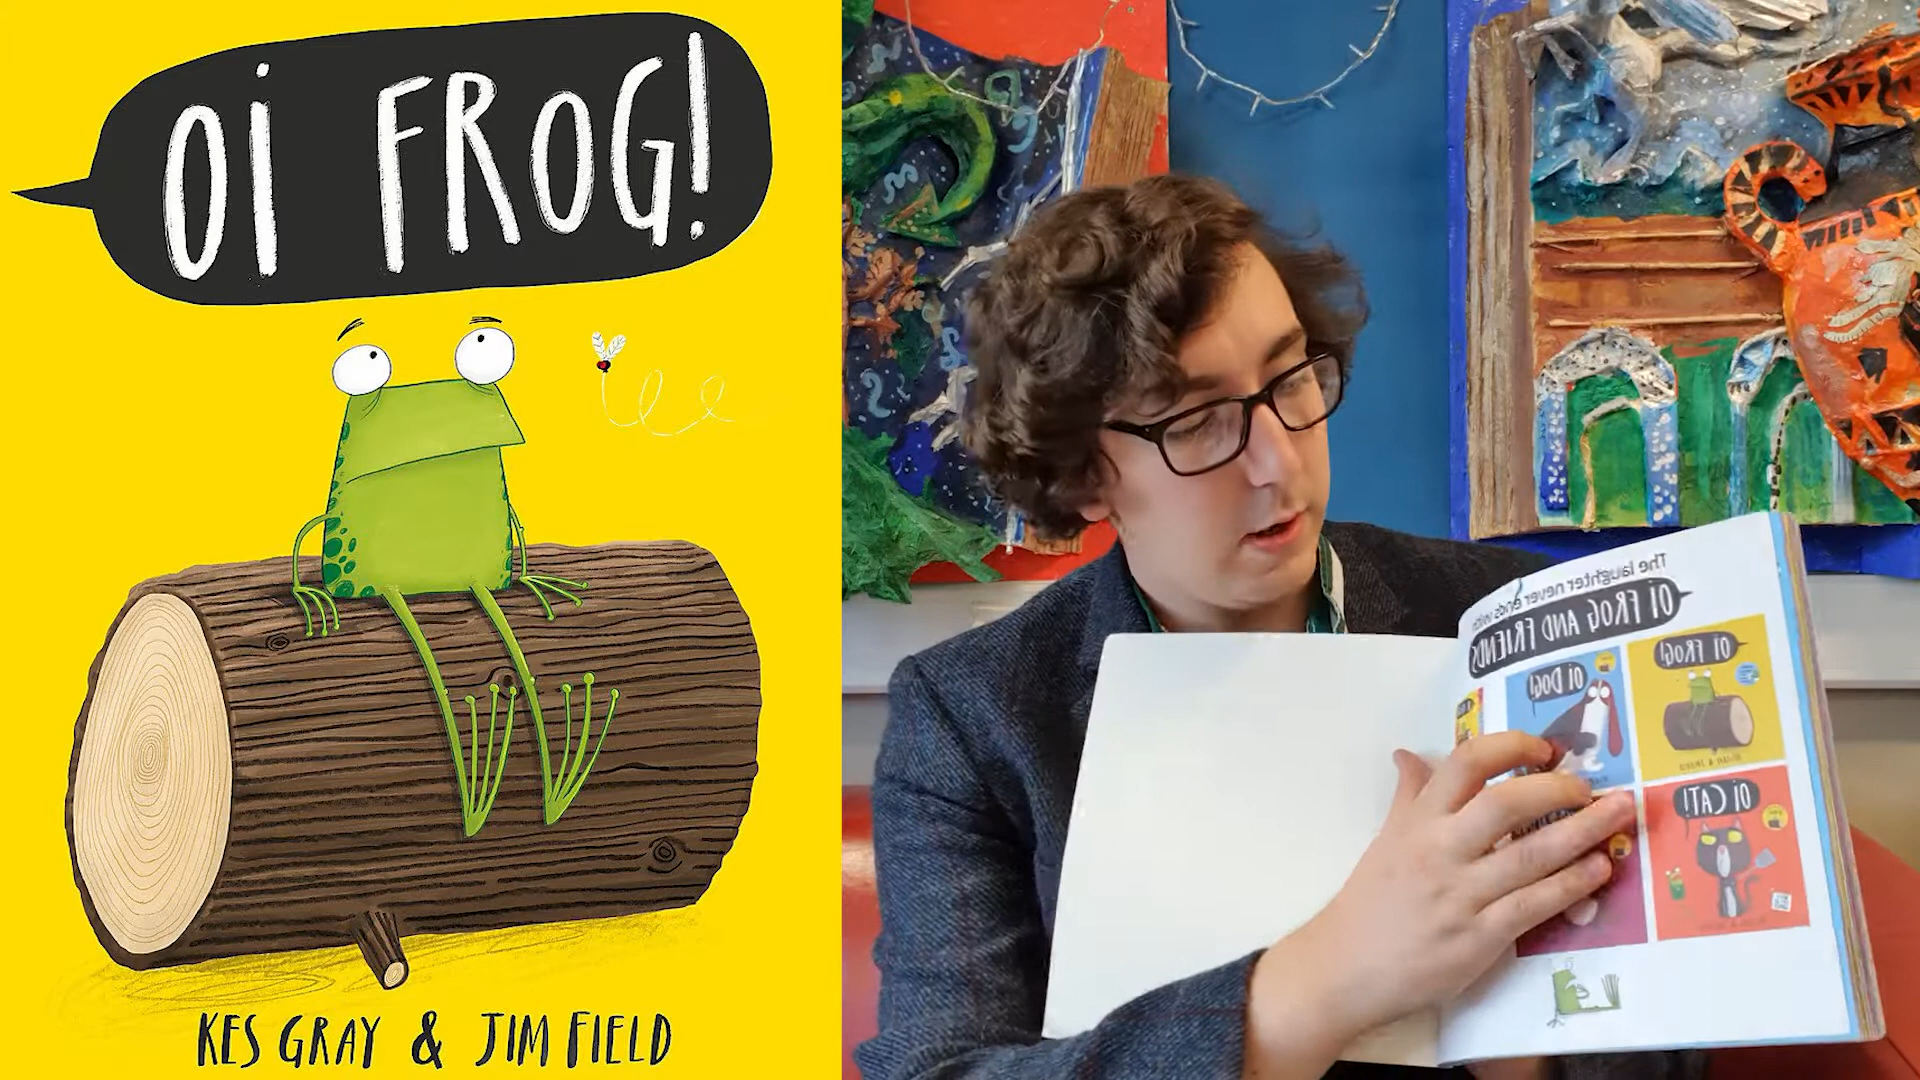 OI FROG!
KES GRAY & JIM FIELD
The laughter never ends with
OI FROG AND FRIENDS
OI FROG!
OI DOG!
OI CAT!